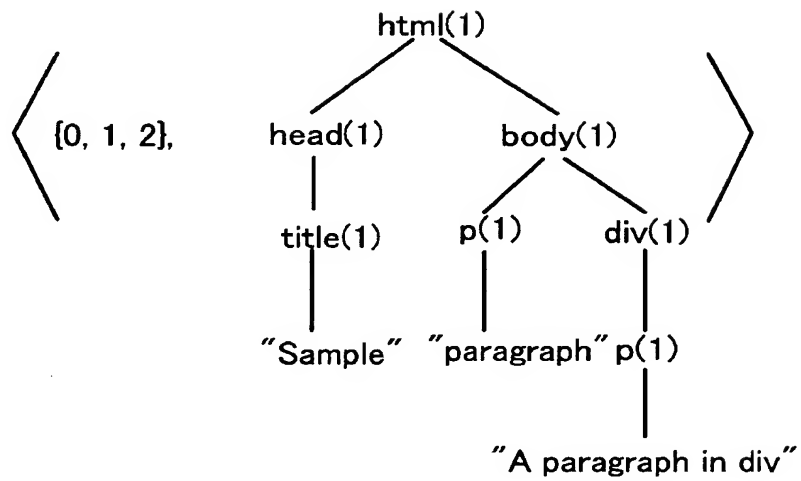 html(1)
{0, 1, 2}, head(1) body(1)
title(1) p(1) div(1)
"Sample" "paragraph" p(1)
"A paragraph in div"